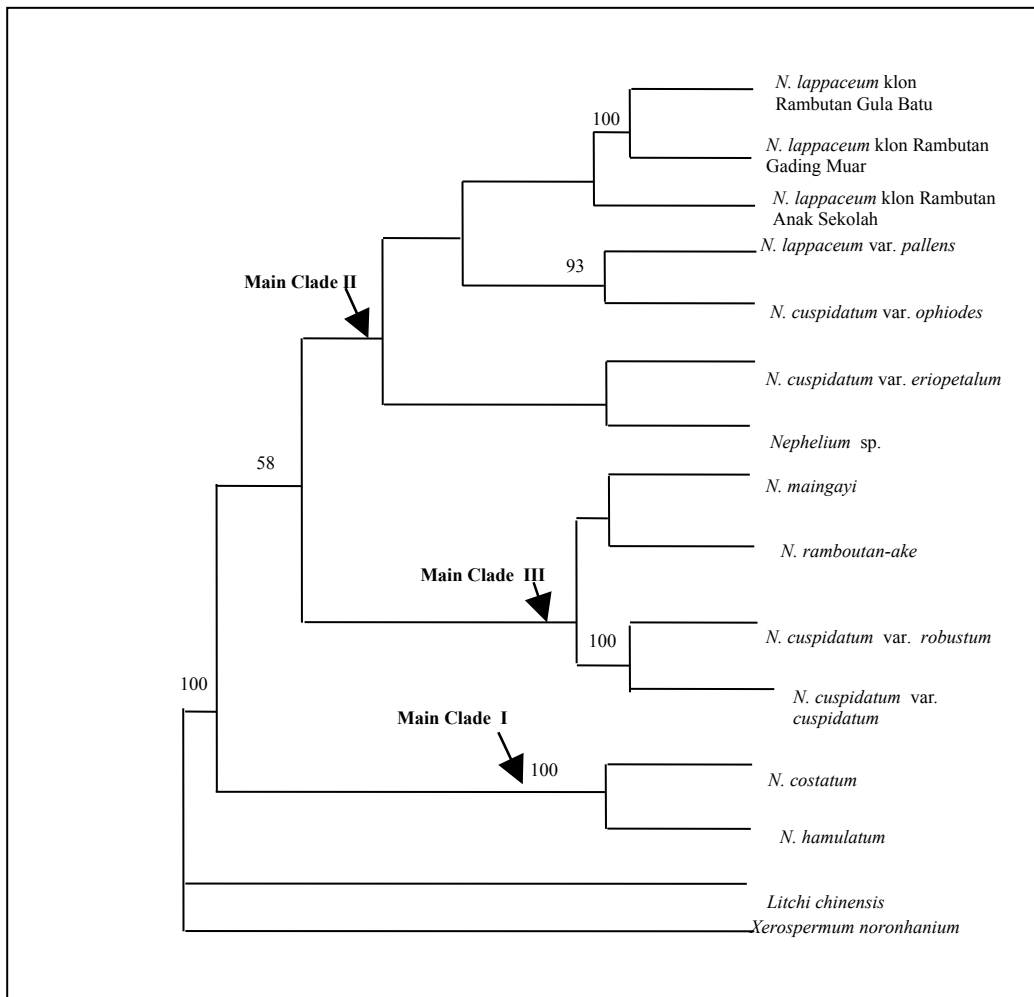 N. lappaceum klon
Rambutan Gula Batu
100
N. lappaceum klon Rambutan
Gading Muar
N. lappaceum klon Rambutan
Anak Sekolah
N. lappaceum var. pallens
93
Main Clade II
N. cuspidatum var. ophiodes
N. cuspidatum var. eriopetalum
Nephelium sp.
58
N. maingayi
N. ramboutan-ake
Main Clade III
N. cuspidatum var. robustum
100
N. cuspidatum var.
cuspidatum
100
Main Clade I
100
N. costatum
N. hamulatum
Litchi chinensis
Xerospermum noronhanium